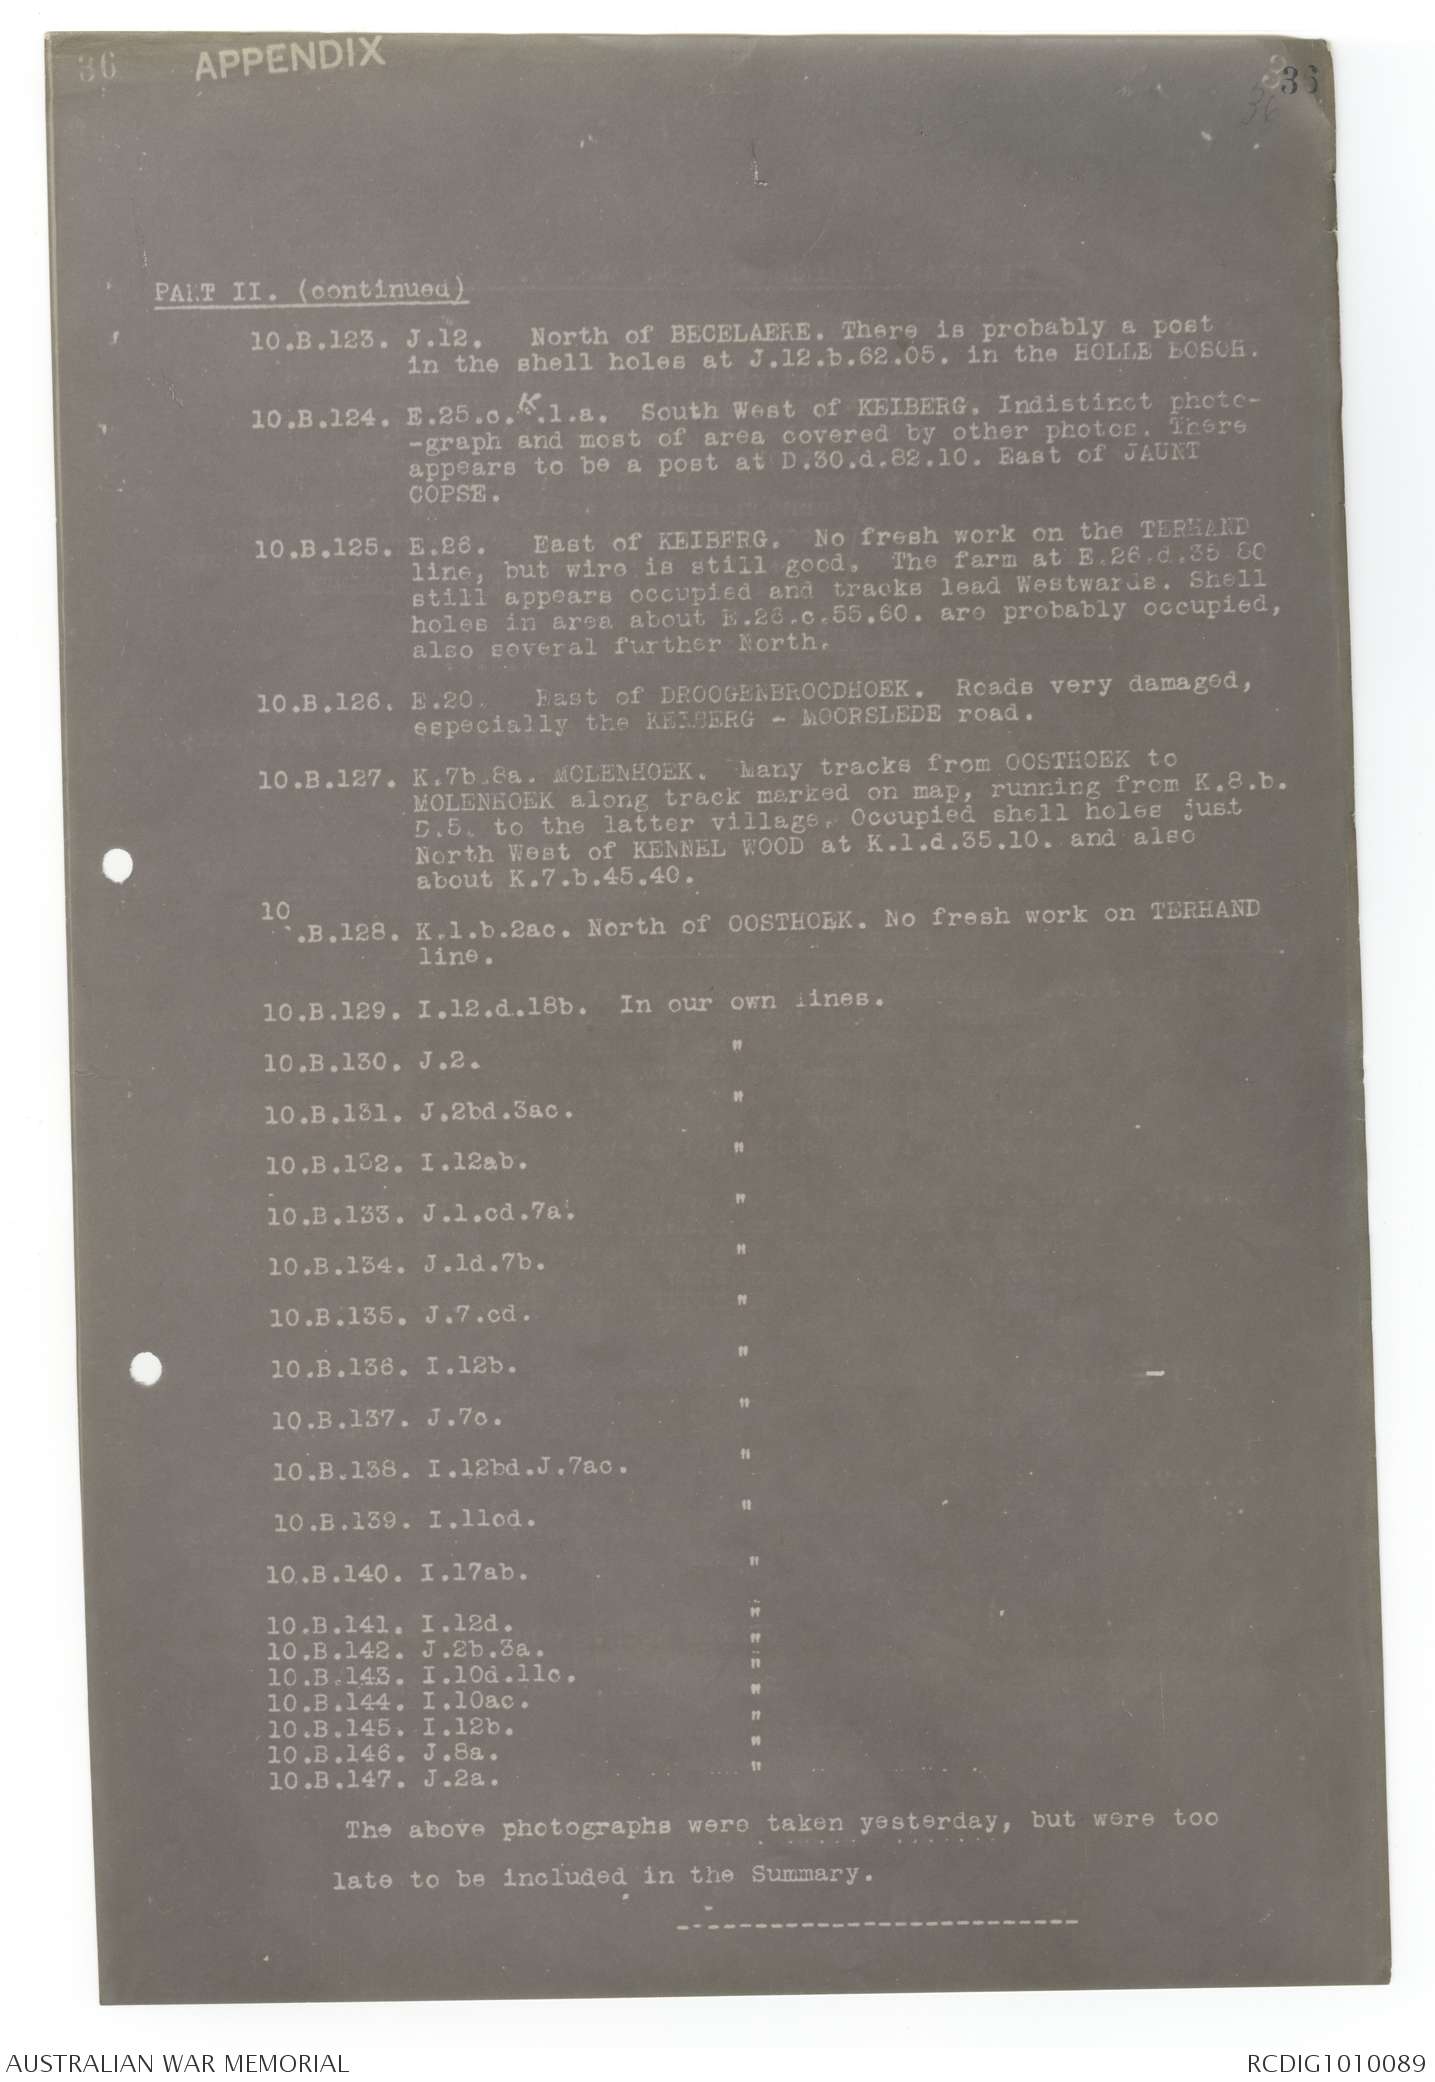 36 APPENDIX 36
36
PART II. (continued)
10.B.123. J.12. North of BECELAERE. There is probably a post
in the shell holes at J.12.b.62.05. in the HOLLE BOSCH.
10.B.124. E.25.c.K.1.a. South West of KEIBERG. Indistinct photo-
-graph and most of area covered by other photos. There
appears to be a post at D.30.d.82.10. East of JAUNT
COPSE.
10.B.125. E.26. East of KEIBERG. No fresh work on the TERHAND
line, but wire is still good. The farm at E.26.d.35.80
still appears occupied and tracks lead Westwards. Shell
holes in area about E.26.c.55.60. are probably occupied,
also several further North.
10.B.126. E.20. East of DROOGENBROODHOEK. Roads very damaged,
especially the KEIBERG - MOORSLEDE road.
10.B.127. K.7b.8a. MOLENHOEK. Many tracks from OOSTHOEK to
MOLENHOEK along track marked on map, running from K.8.b.
5. to the latter village. Occupied shell holes just
North West of KENNEL WOOD at K.1.d.35.10. and also
about K.7.b.45.40.
10
.B.128. K.1.b.2ac. North of OOSTHOEK. No fresh work on TERHAND
line.
10.B.129. I.12.d.18b. In our own lines.
10.B.130. J.2. "
10.B.131. J.2bd.3ac. "
10.B.132. I.12ab. "
10.B.133. J.1.cd.7a. "
10.B.134. J.1d.7b. "
10.B.135. J.7.cd. "
10.B.136. I.12b. "
10.B.137. J.7c. "
10.B.138. I.12bd.J.7ac. "
10.B.139. I.11cd. "
10.B.140. I.17ab. "
10.B.141. I.12d. "
10.B.142. J.2b.3a. "
10.B.143. I.10d.11c. "
10.B.144. I.10ac. "
10.B.145. I.12b. "
10.B.146. J.8a. "
10.B.147. J.2a. "
The above photographs were taken yesterday, but were too
late to be included in the Summary.
--------------------------
AUSTRALIAN WAR MEMORIAL RCDIG1010089